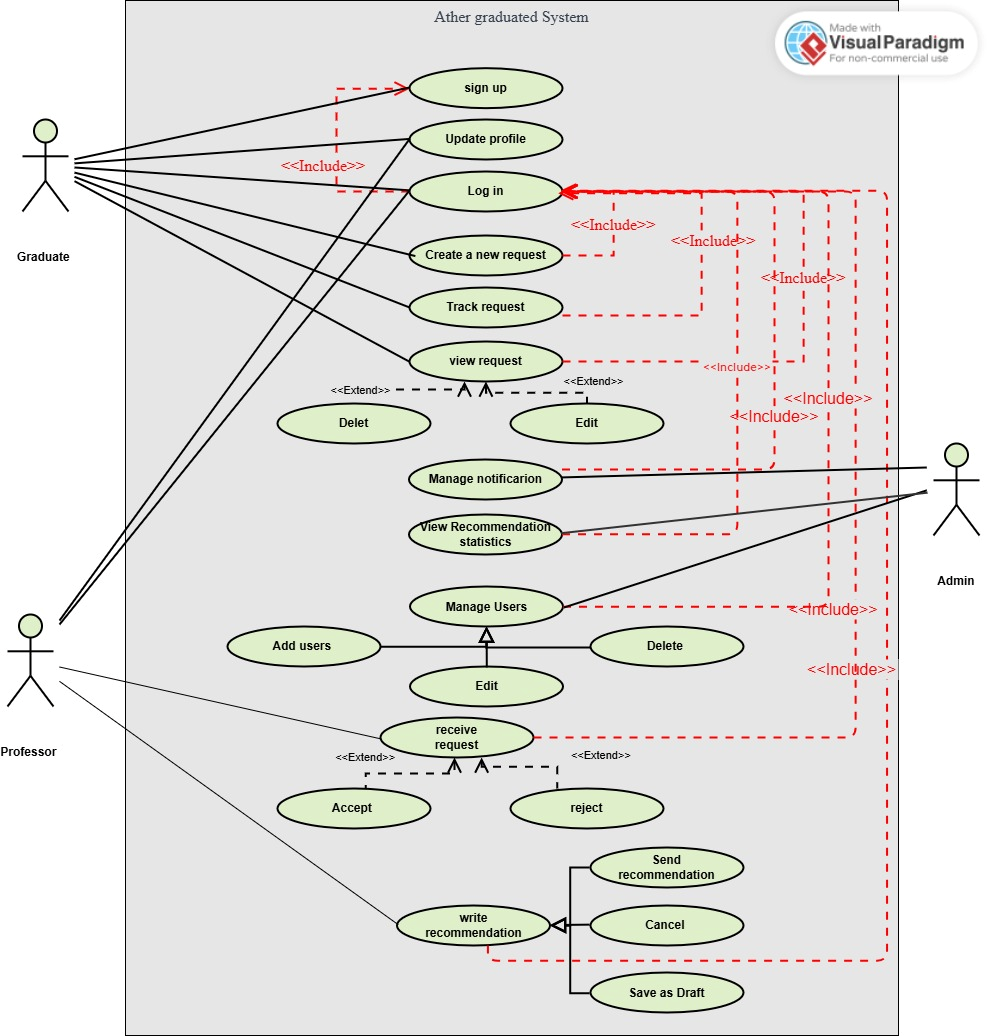 Ather graduated System
Made with
VisualParadigm
For non-commercial use
sign up
Update profile
<<Include>>
Log in
Graduate
<<Include>>
<<Include>>
Create a new request
<<Include>>
Track request
view request
<<Include>>
<<Extend>>
<<Extend>>
<<Include>>
<<Include>>
Delet
Edit
Manage notificarion
View Recommendation
statistics
Admin
Manage Users
<<Include>>
Add users
Delete
<<Include>>
Edit
receive
request
Professor
<<Extend>>
<<Extend>>
Accept
reject
Send
recommendation
write
recommendation
Cancel
Save as Draft